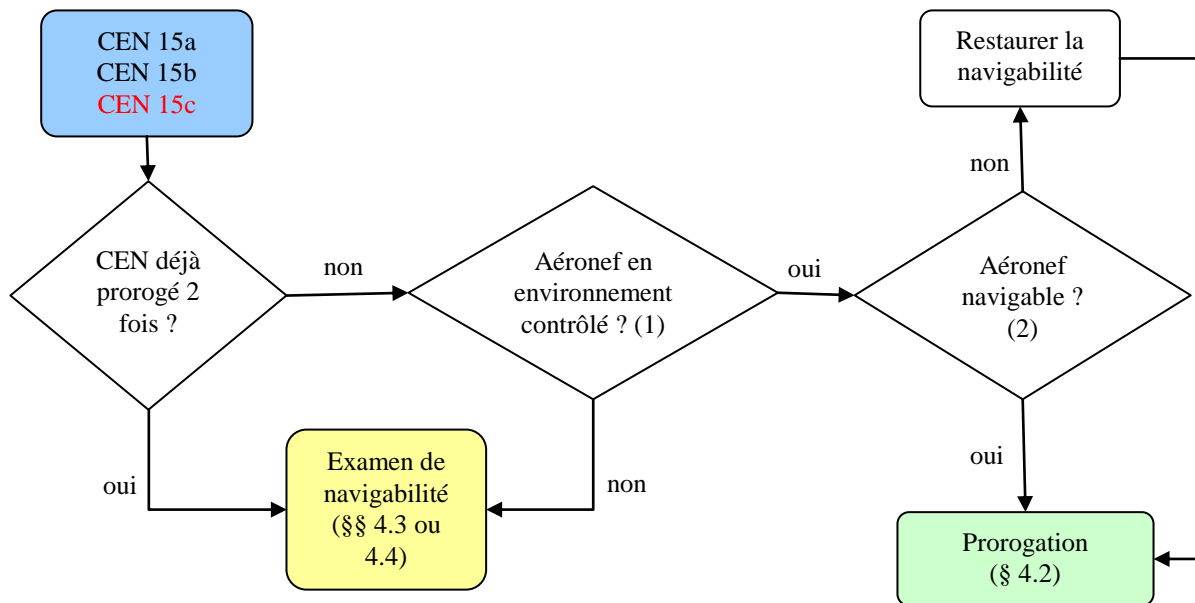 CEN 15a
CEN 15b
CEN 15c
Restaurer la
navigabilité
non
CEN déjà
prorogé 2
fois ?
non
Aéronef en
environnement
contrôlé ? (1)
oui
Aéronef
navigable ?
(2)
oui
Examen de
navigabilité
(§§ 4.3 ou
4.4)
non
oui
Prorogation
(§ 4.2)